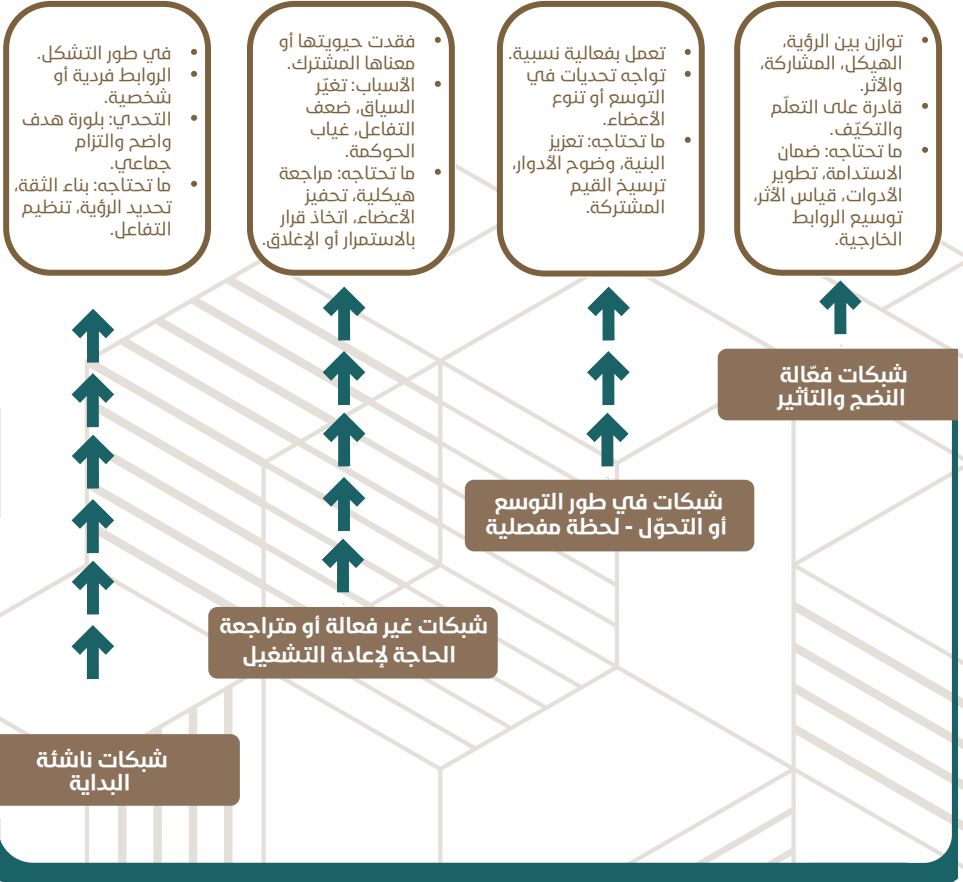 • توازن بين الرؤية،
الهيكل، المشاركة،
والأثر.
• قادرة على التعلّم
والتكيّف.
• ما تحتاجه: ضمان
الاستدامة، تطوير
الأدوات، قياس الأثر،
توسيع الروابط
الخارجية.
شبكات فعّالة
النضج والتأثير
• تعمل بفعالية نسبية.
• تواجه تحديات في
التوسع أو تنوع
الأعضاء.
• ما تحتاجه: تعزيز
البنية، وضوح الأدوار،
ترسيخ القيم
المشتركة.
شبكات في طور التوسع
أو التحوّل - لحظة مفصلية
• فقدت حيويتها أو
معناها المشترك.
• الأسباب: تغيّر
السياق، ضعف
التفاعل، غياب
الحوكمة.
• ما تحتاجه: مراجعة
هيكلية، تحفيز
الأعضاء، اتخاذ قرار
بالاستمرار أو الإغلاق.
شبكات غير فعالة أو متراجعة
الحاجة لإعادة التشغيل
• في طور التشكل.
• الروابط فردية أو
شخصية.
• التحدي: بلورة هدف
واضح والتزام
جماعي.
• ما تحتاجه: بناء الثقة،
تحديد الرؤية، تنظيم
التفاعل.
شبكات ناشئة
البداية